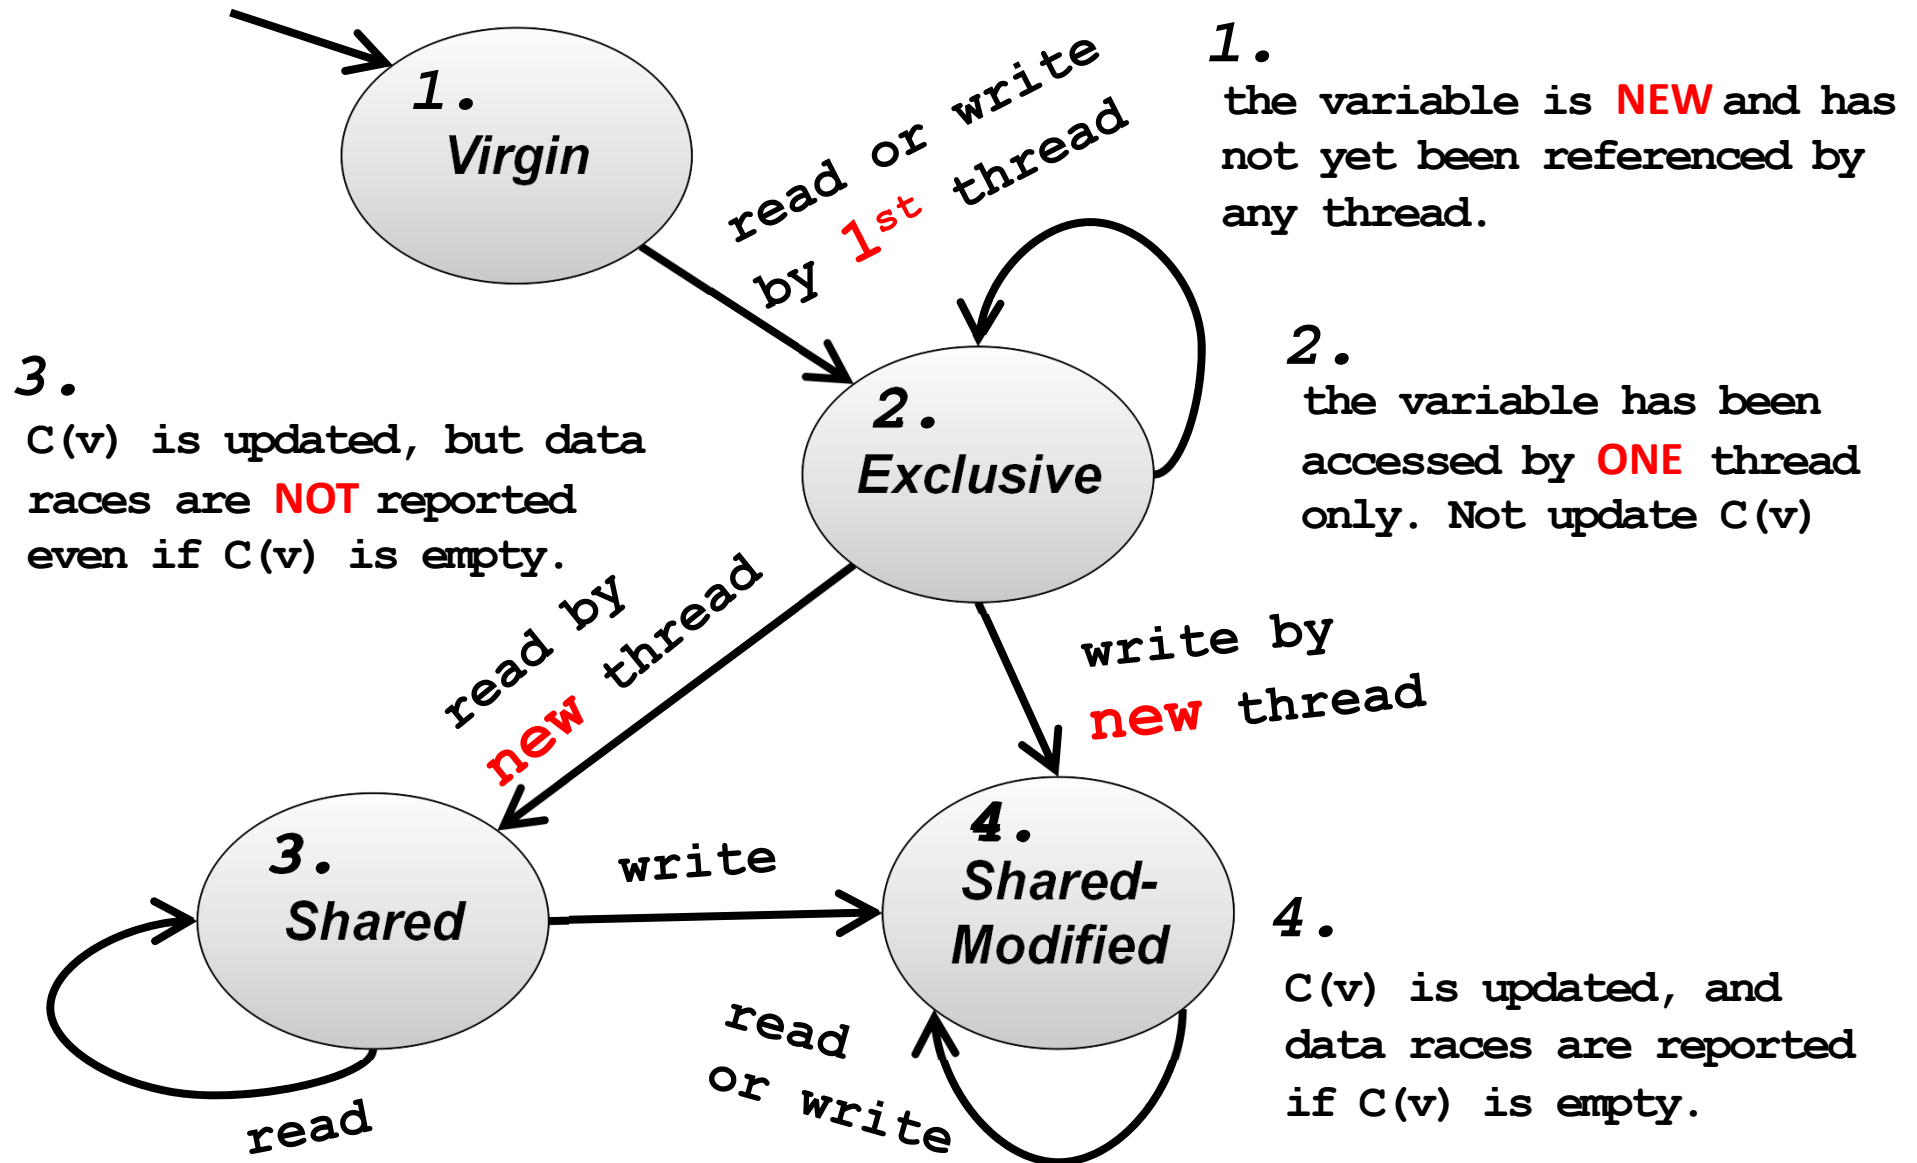 1.
Virgin
read or write
by 1st thread
1.
the variable is NEW and has
not yet been referenced by
any thread.
2.
Exclusive
2.
the variable has been
accessed by ONE thread
only. Not update C(v)
3.
C(v) is updated, but data
races are NOT reported
even if C(v) is empty.
read by
new thread
write by
new thread
3.
Shared
write
read
4.
Shared-
Modified
read
or write
4.
C(v) is updated, and
data races are reported
if C(v) is empty.